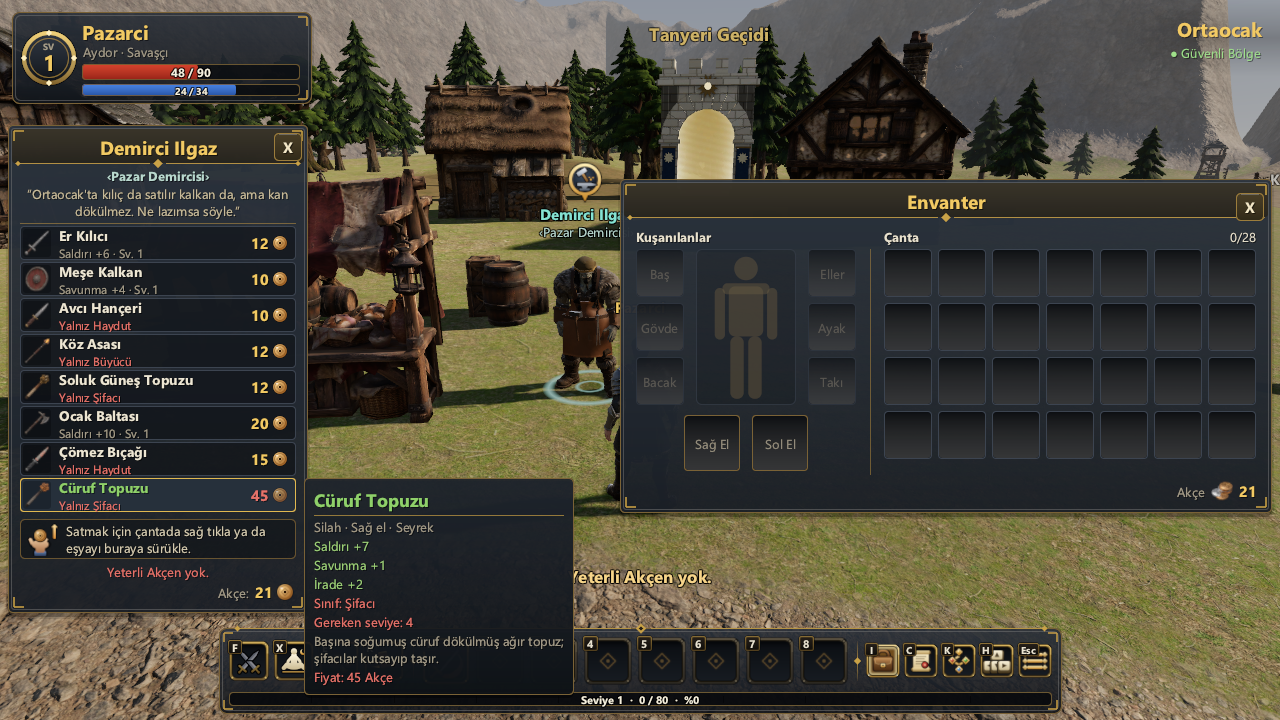 Pazarci
SV
1
Aydor · Savaşçı
48 / 90
24 / 34
Tanyeri Geçidi
Ortaocak
Güvenli Bölge
Demirci Ilgaz
X
‹Pazar Demircisi›
"Ortaocak'ta kılıç da satılır kalkan da, ama kan
dökülmez. Ne lazımsa söyle."
Er Kılıcı
12
Saldırı +6 · Sv. 1
Meşe Kalkan
10
Savunma +4 · Sv. 1
Avcı Hançeri
10
Yalnız Haydut
Köz Asası
12
Yalnız Büyücü
Soluk Güneş Topuzu
12
Yalnız Şifacı
Ocak Baltası
20
Saldırı +10 · Sv. 1
Çömez Bıçağı
15
Yalnız Haydut
Cüruf Topuzu
45
Yalnız Şifacı
Satmak için çantada sağ tıkla ya da
eşyayı buraya sürükle.
Yeterli Akçen yok.
Akçe: 21
Demirci Ilga
‹Pazar Demirci
Envanter
X
Kuşanılanlar
Çanta
0/28
Baş
Eller
Gövde
Ayak
Bacak
Takı
Sağ El
Sol El
Akçe 21
Cüruf Topuzu
Silah · Sağ el · Seyrek
Saldırı +7
Savunma +1
İrade +2
Sınıf: Şifacı
Gereken seviye: 4
Başına soğumuş cüruf dökülmüş ağır topuz;
şifacılar kutsayıp taşır.
Fiyat: 45 Akçe
Yeterli Akçen yok.
F
X
4
5
6
7
8
I
C
K
H
Esc
Seviye 1 · 0 / 80 · %0